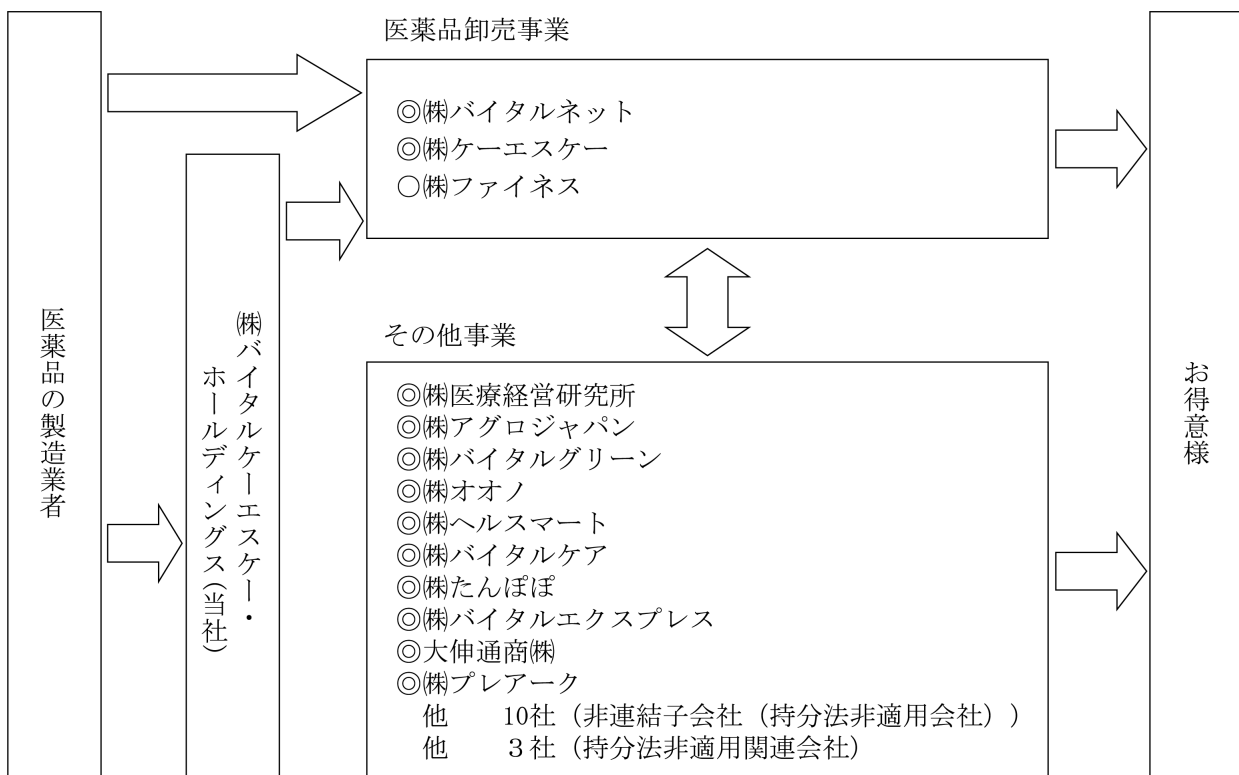 医薬品の製造業者
㈱バイタルケーエスケー・
ホールディングス(当社)
医薬品卸売事業
◎㈱バイタルネット
◎㈱ケーエスケー
○㈱ファイネス
その他事業
◎㈱医療経営研究所
◎㈱アグロジャパン
◎㈱バイタルグリーン
◎㈱オオノ
◎㈱ヘルスマート
◎㈱バイタルケア
◎㈱たんぽぽ
◎㈱バイタルエクスプレス
◎大伸通商㈱
◎㈱プレアーク
他　10社（非連結子会社（持分法非適用会社））
他　３社（持分法非適用関連会社）
お得意様